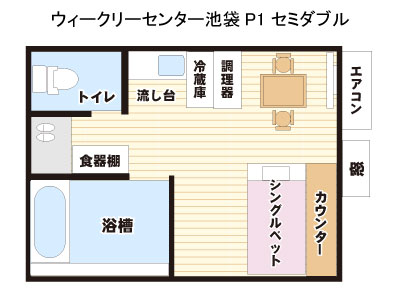 ウィークリーセンター池袋 P1 セミダブル
トイレ
流し台
冷蔵庫
調理器
エアコン
食器棚
浴槽
シングルベット
カウンター